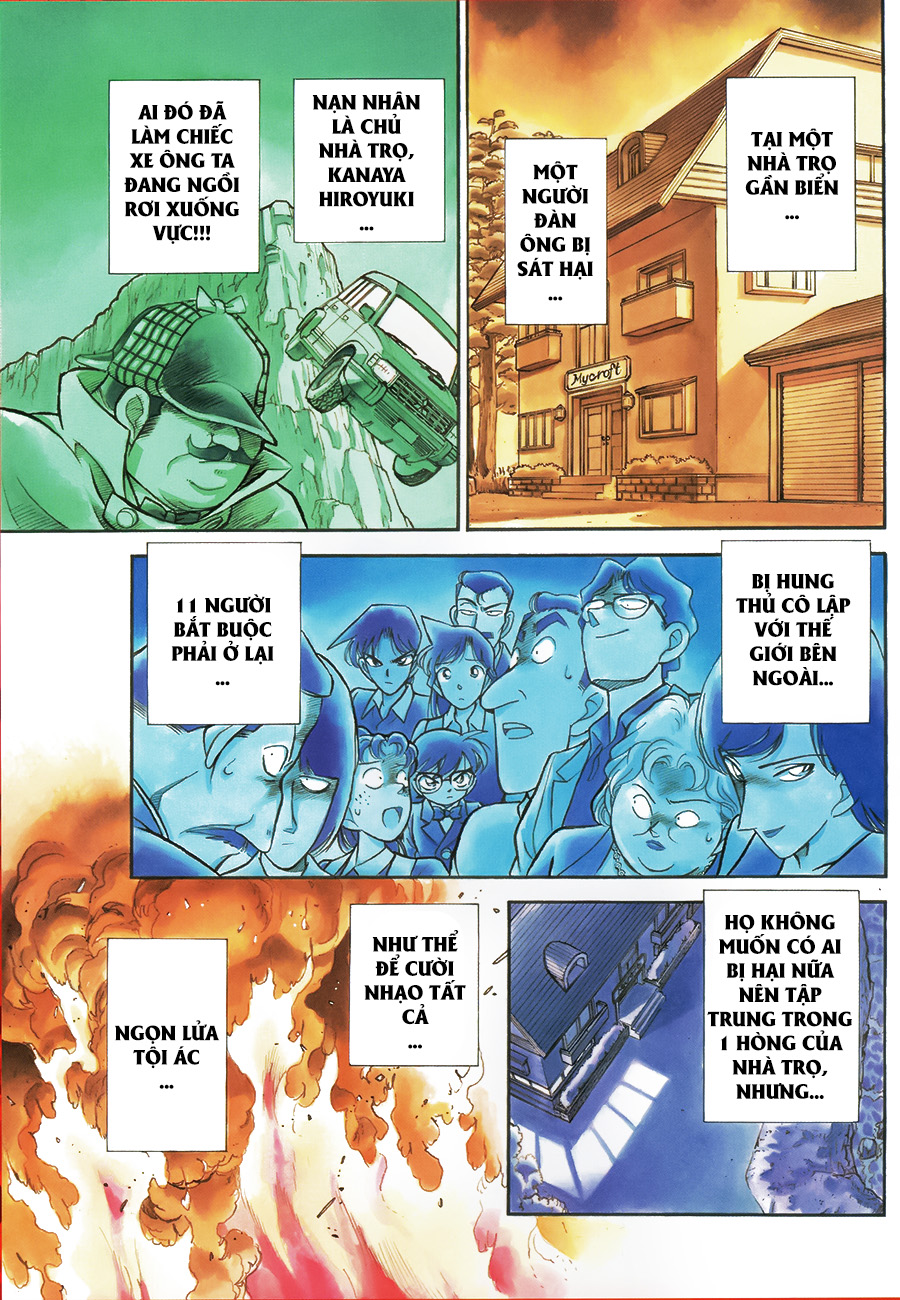 TẠI MỘT
NHÀ TRỌ
GẦN BIỂN
...
MỘT
NGƯỜI
ĐÀN
ÔNG BỊ
SÁT HẠI
...
Mycroft
NẠN NHÂN
LÀ CHỦ
NHÀ TRỌ,
KANAYA
HIROYUKI
...
AI ĐÓ ĐÃ
LÀM CHIẾC
XE ÔNG TA
ĐANG NGỒI
RƠI XUỐNG
VỰC!!!
BỊ HUNG
THỦ CÔ LẬP
VỚI THẾ
GIỚI BÊN
NGOÀI...
11 NGƯỜI
BẮT BUỘC
PHẢI Ở LẠI
...
HỌ KHÔNG
MUỐN CÓ AI
BỊ HẠI NỮA
NÊN TẬP
TRUNG TRONG
1 HÒNG CỦA
NHÀ TRỌ,
NHƯNG...
NHƯ THỂ
ĐỂ CƯỜI
NHẠO TẤT
CẢ
...
NGỌN LỬA
TỘI ÁC
...